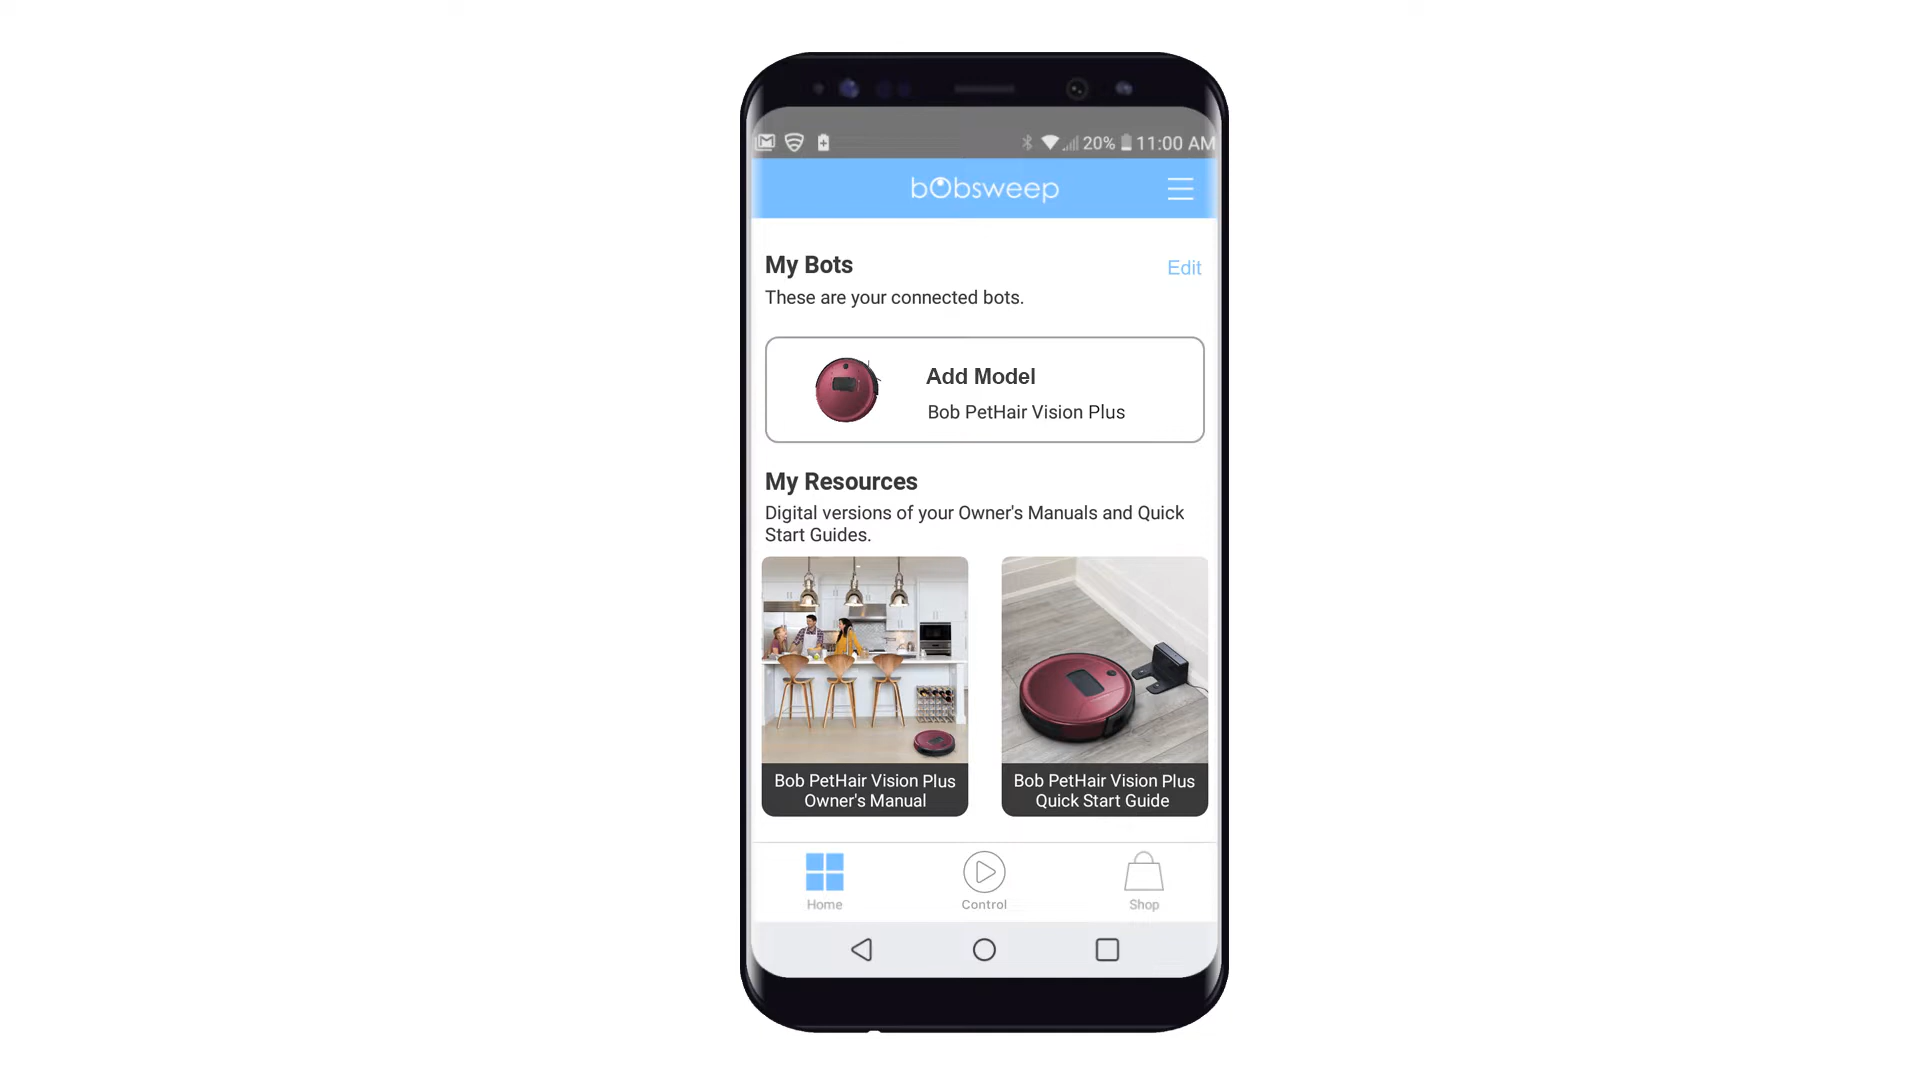 20% 11:00 AM
bobsweep
My Bots
Edit
These are your connected bots.
Add Model
Bob PetHair Vision Plus
My Resources
Digital versions of your Owner's Manuals and Quick
Start Guides.
Bob PetHair Vision Plus
Owner's Manual
Bob PetHair Vision Plus
Quick Start Guide
Home
Control
Shop